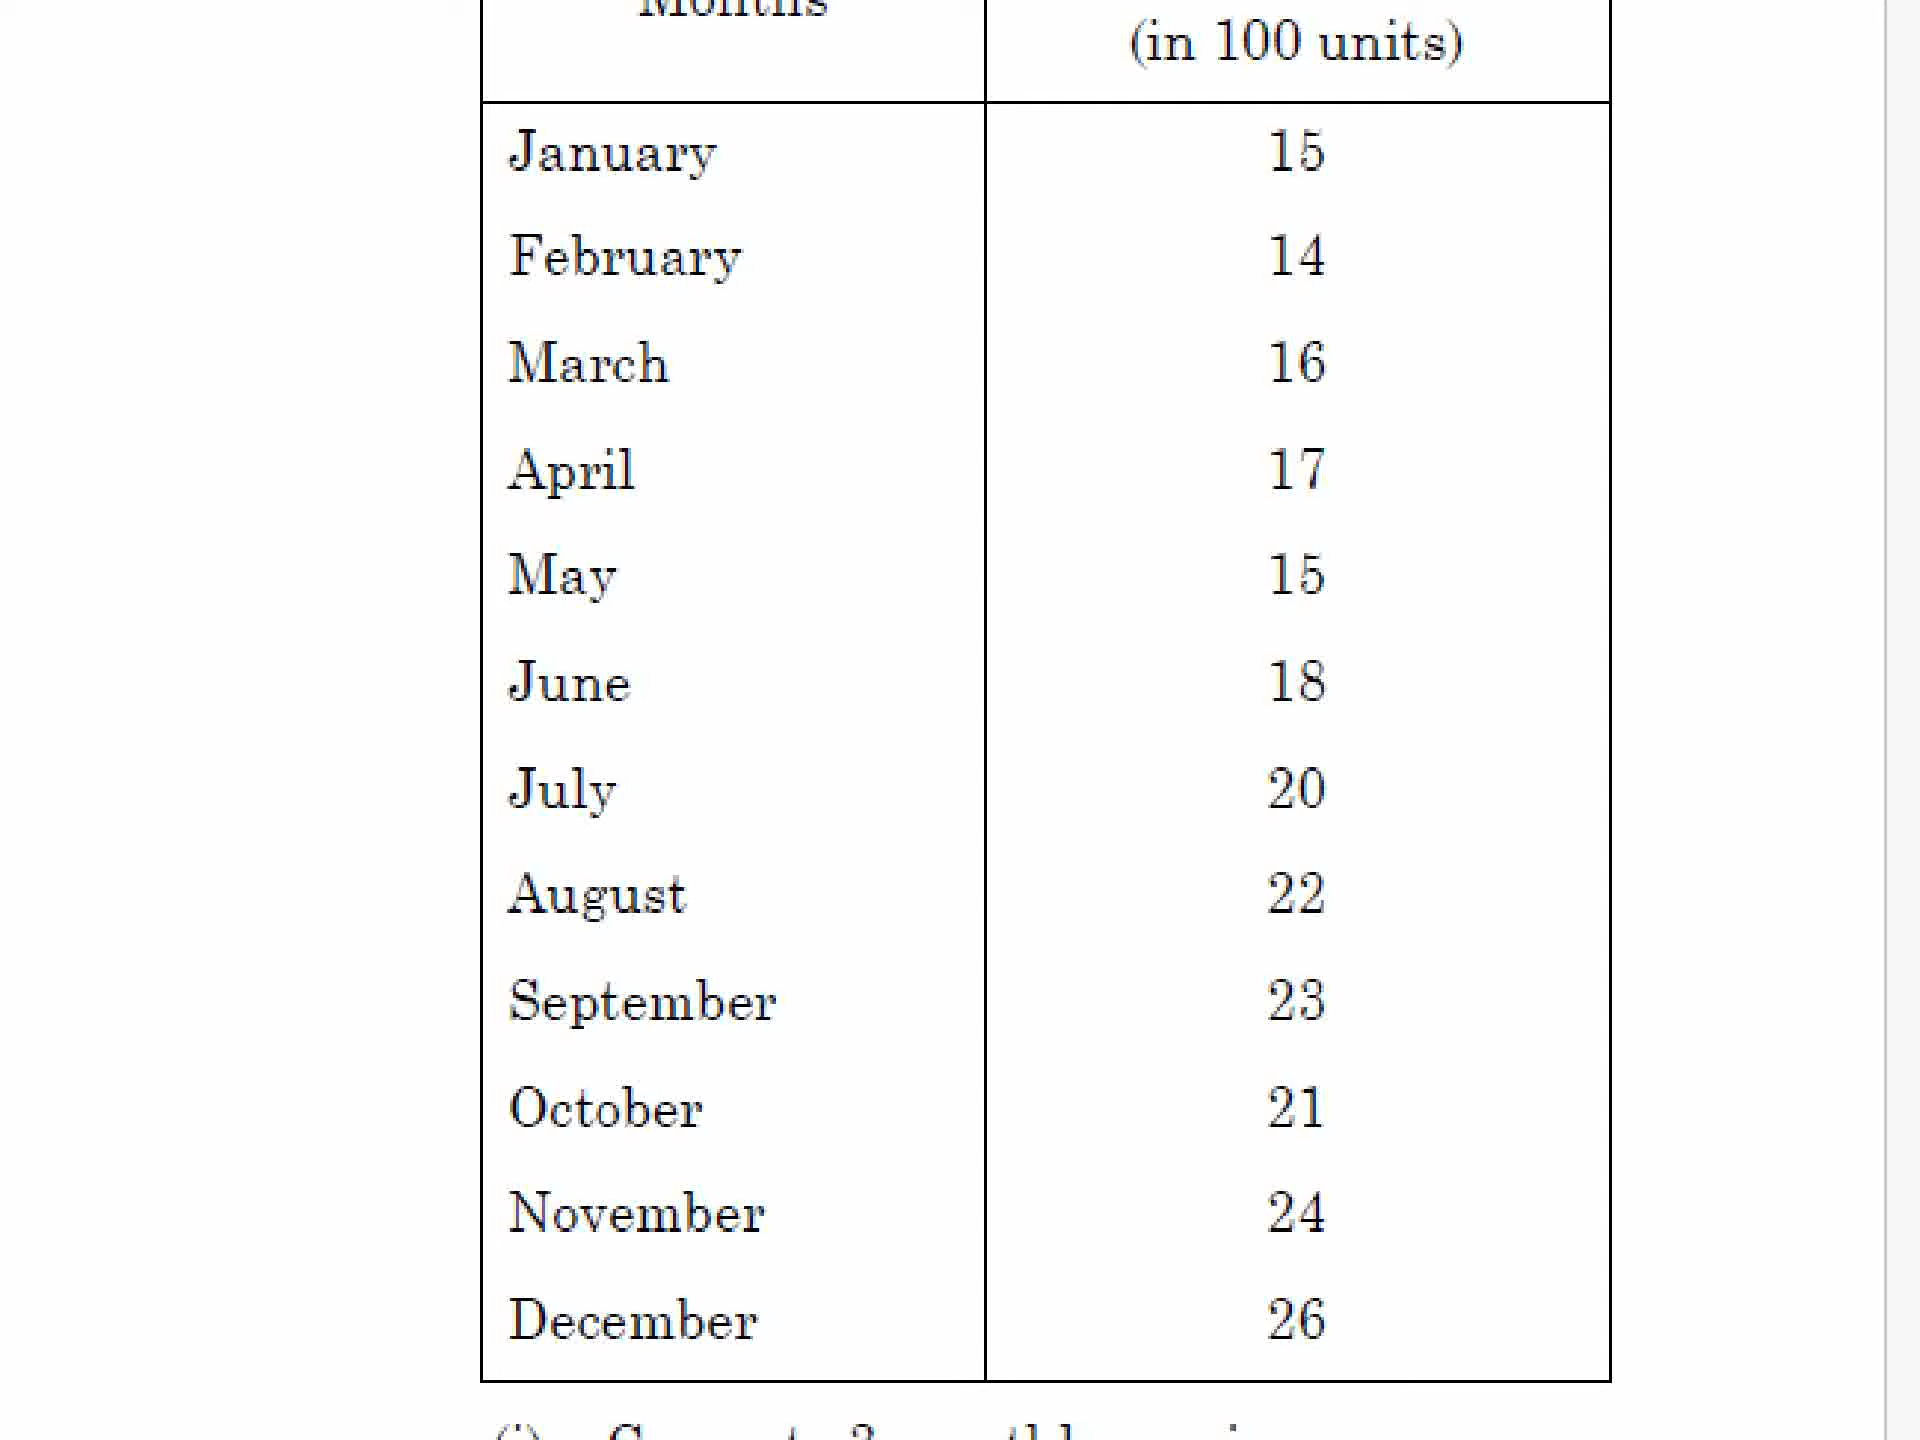 Months
(in 100 units)
January 15
February 14
March 16
April 17
May 15
June 18
July 20
August 22
September 23
October 21
November 24
December 26